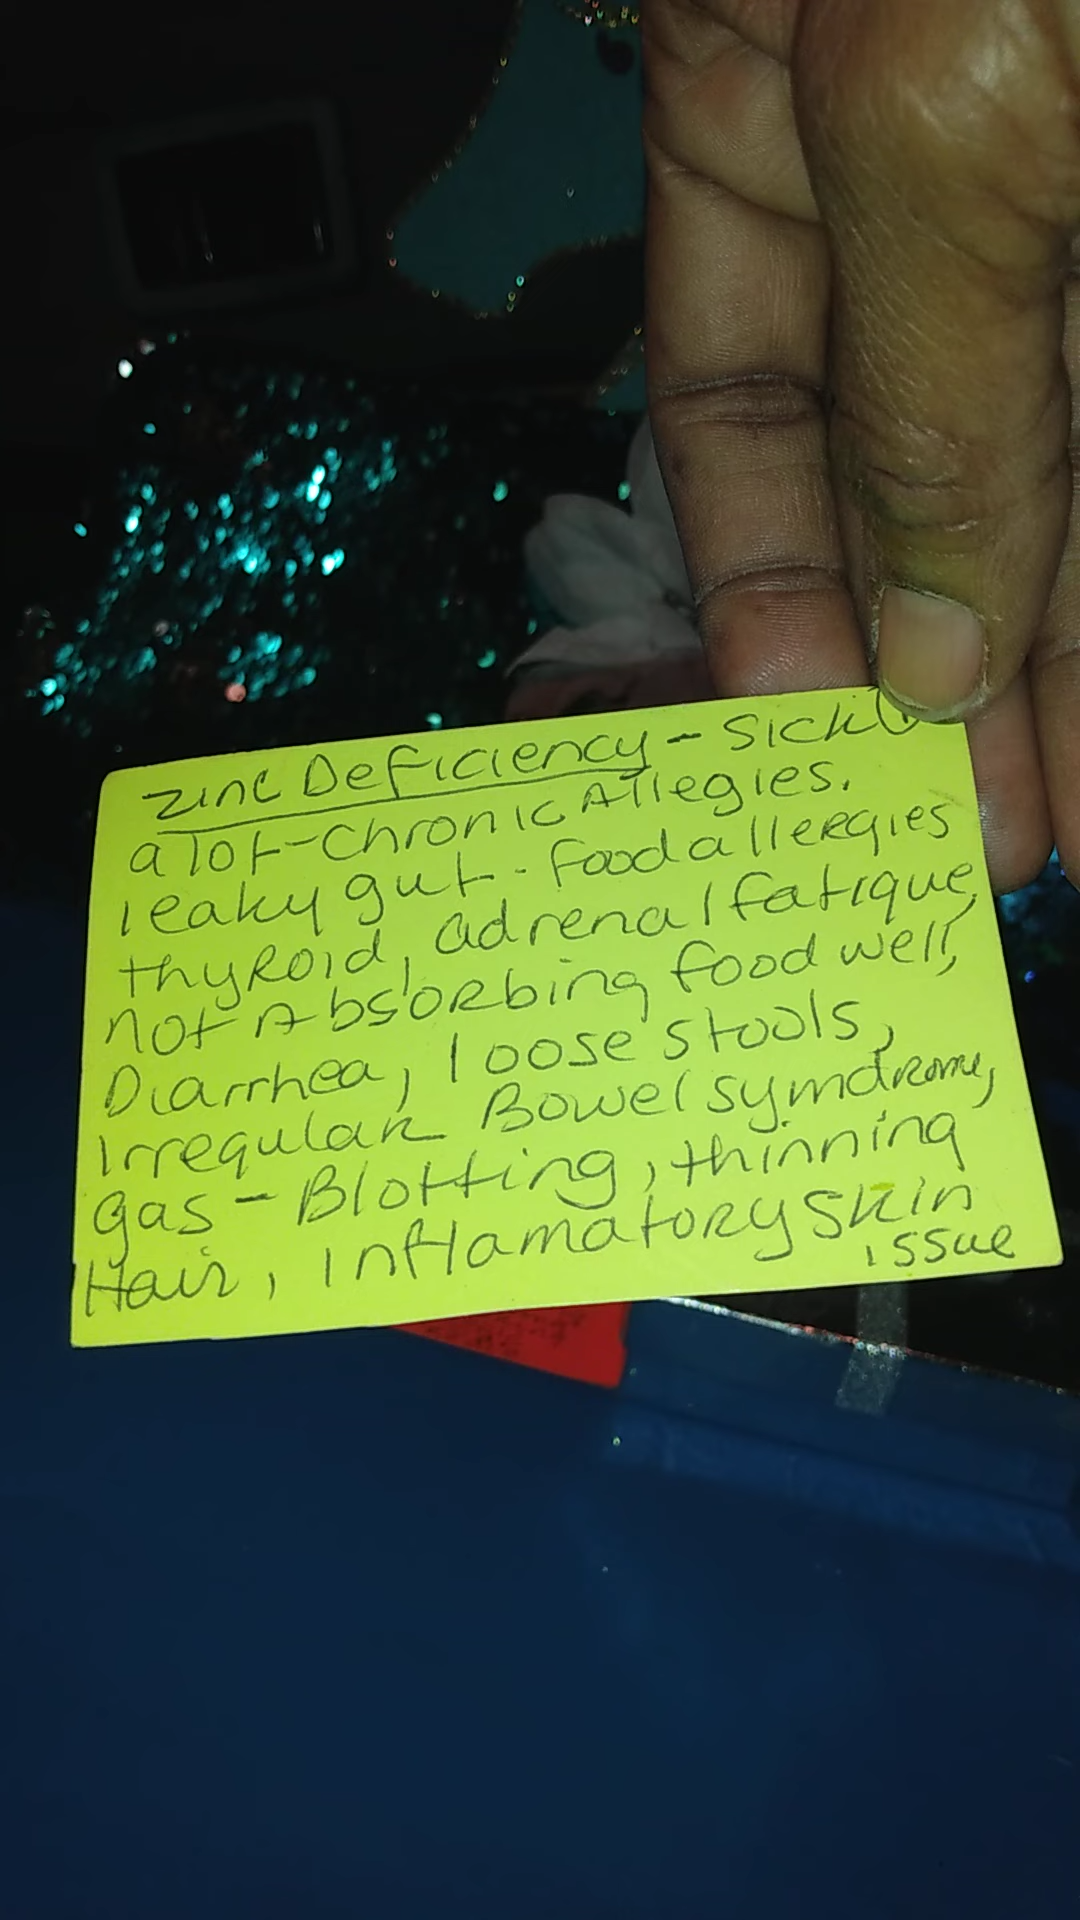 Zinc Deficiency - Sick
a lot - Chronic Allegies.
leaky gut. Food allergies
thyroid, adrenal fatique,
not Absorbing food well,
Diarrhea, loose stools,
Irregular Bowel symdrome,
gas - Blotting, thinning
Hair, Inflamatory skin
issue